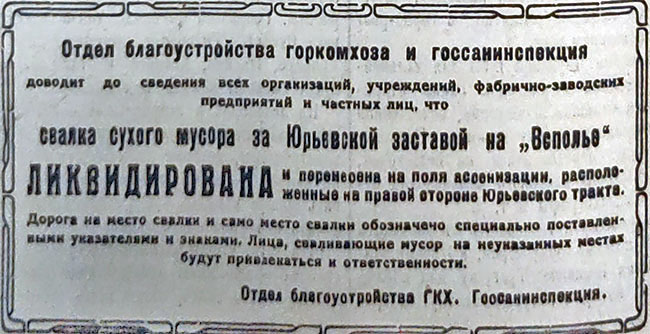 Отдел благоустройства горкомхоза и госсанинспекция
доводит до сведения всех организаций, учреждений, фабрично-заводских
предприятий и частных лиц, что
свалка сухого мусора за Юрьевской заставой на „Веполье“
ЛИКВИДИРОВАНА и перенесена на поля ассенизации, располо-
женные на правой стороне Юрьевского тракта.
Дорога на место свалки и само место свалки обозначено специально поставлен-
ными указателями и знаками. Лица, сваливающие мусор на неуказанных местах
будут привлекаться и ответственности.
Отдел благоустройства ГКХ. Госсанинспекция.